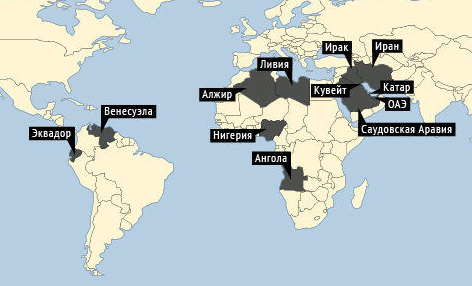 Ливия
Ирак
Иран
Алжир
Кувейт
Катар
ОАЭ
Венесуэла
Эквадор
Нигерия
Саудовская Аравия
Ангола